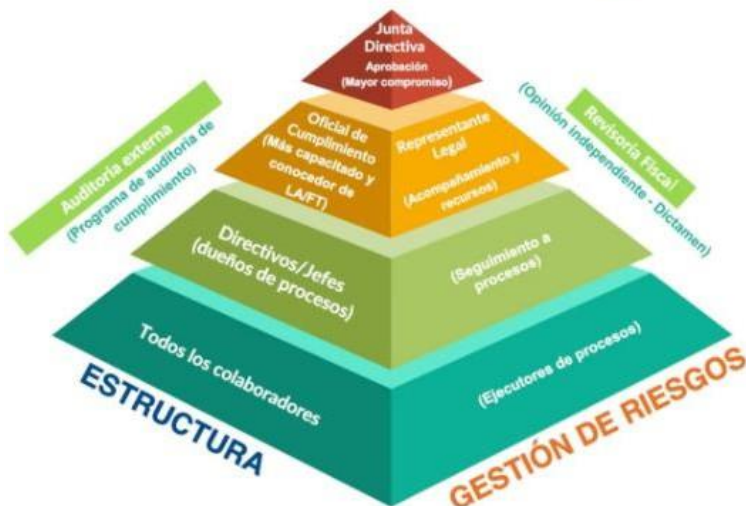 Junta
Directiva
Aprobación
(Mayor compromiso)
Auditoría externa
(Programa de auditoría de
cumplimiento)
Oficial de
Cumplimiento
(Más capacitado y
conocedor de
LA/FT)
Representante
Legal
(Acompañamiento y
recursos)
Revisoría Fiscal
(Opinión independiente - Dictamen)
Directivos/Jefes
(dueños de procesos)
(Seguimiento a
procesos)
Todos los colaboradores
(Ejecutores de procesos)
ESTRUCTURA
GESTIÓN DE RIESGOS